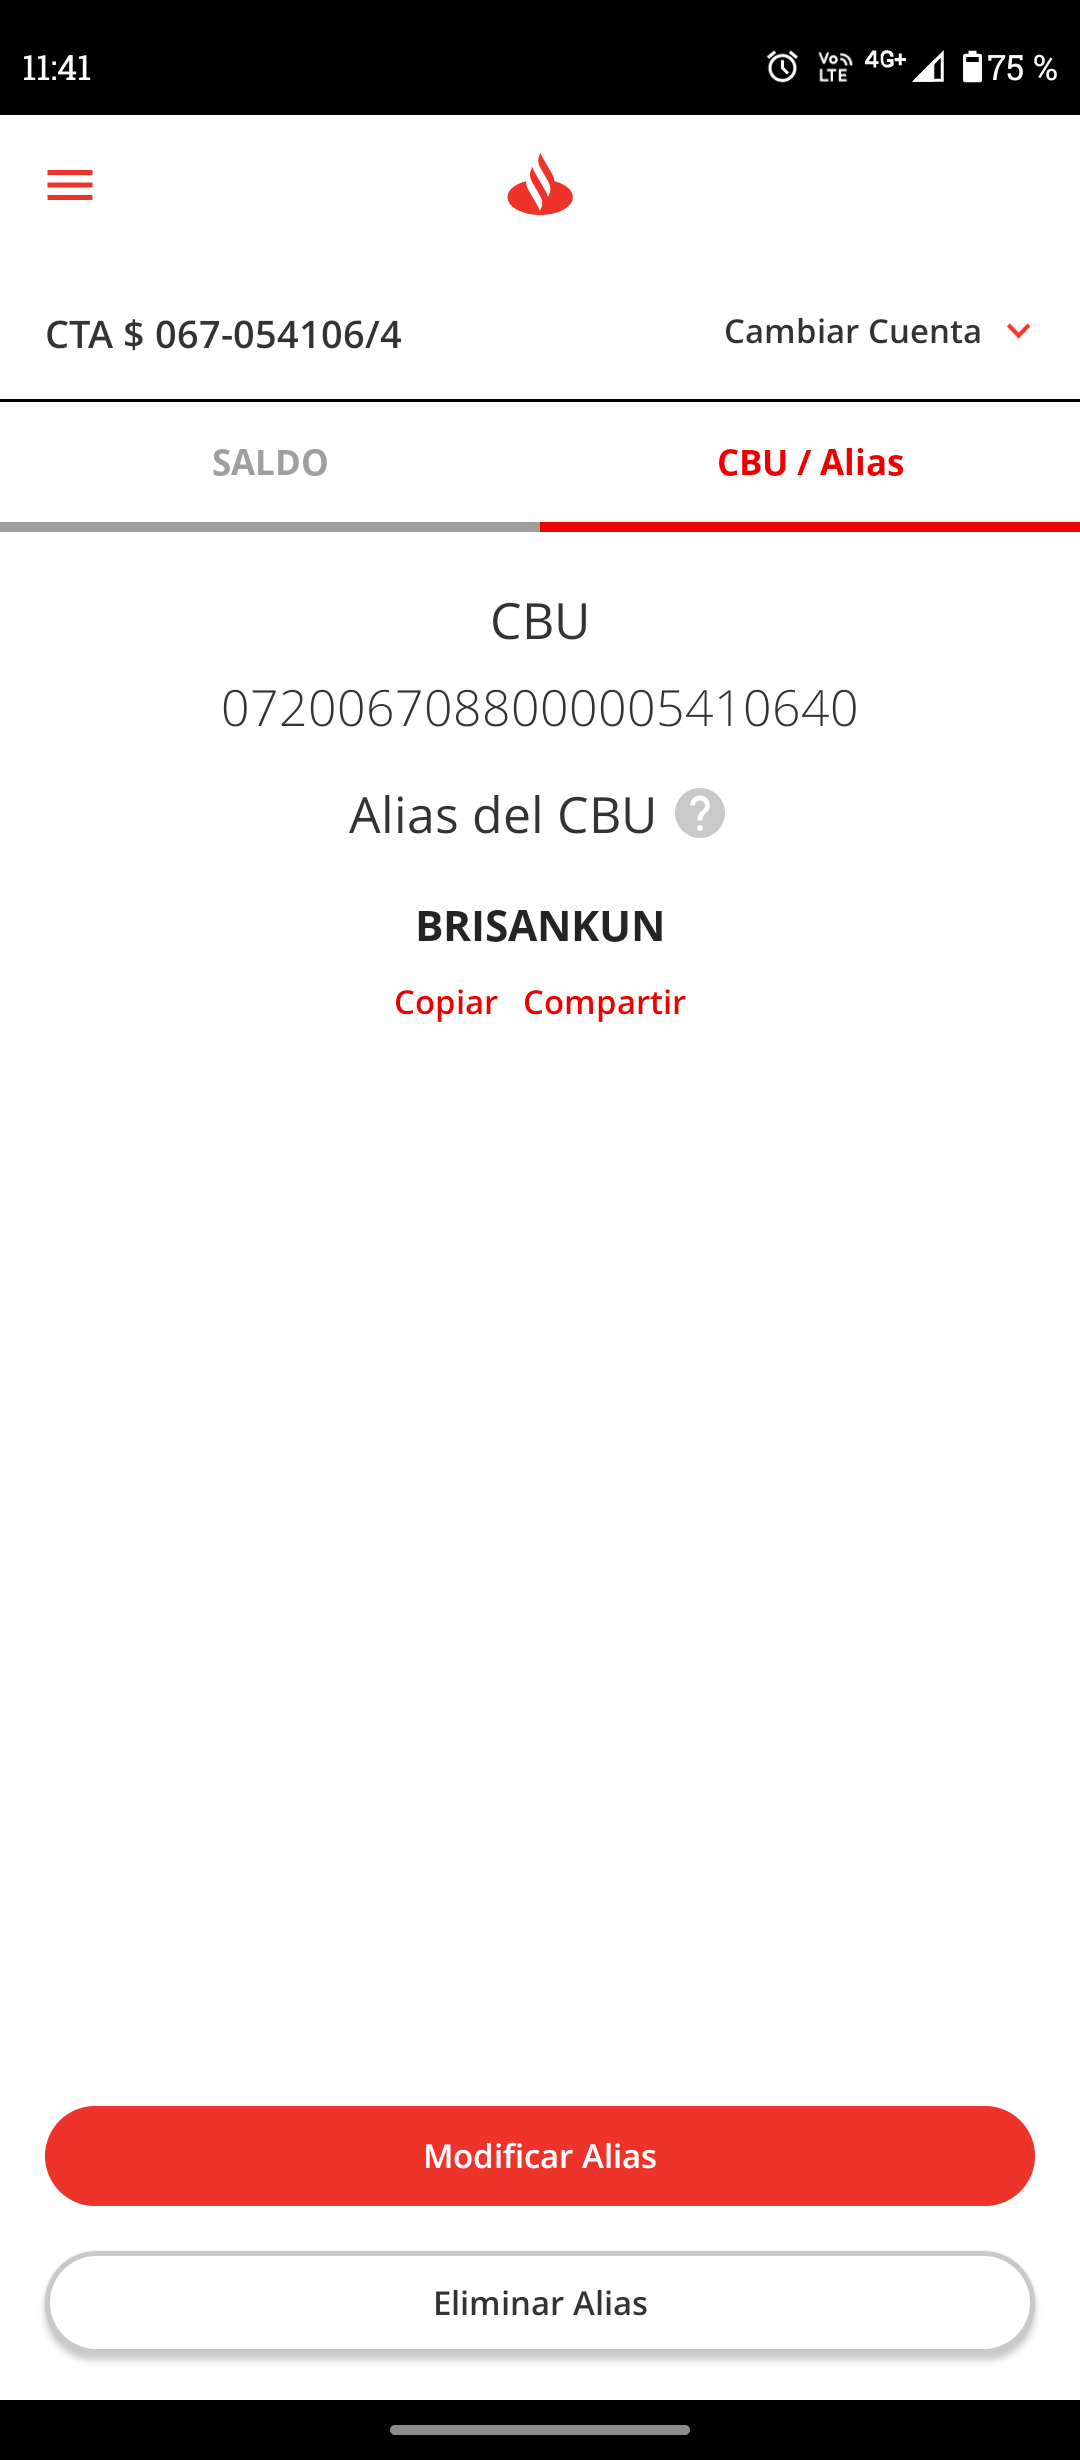 11:41
Vo LTE 4G+ 75 %
CTA $ 067-054106/4
Cambiar Cuenta
SALDO
CBU / Alias
CBU
0720067088000005410640
Alias del CBU ?
BRISANKUN
Copiar Compartir
Modificar Alias
Eliminar Alias